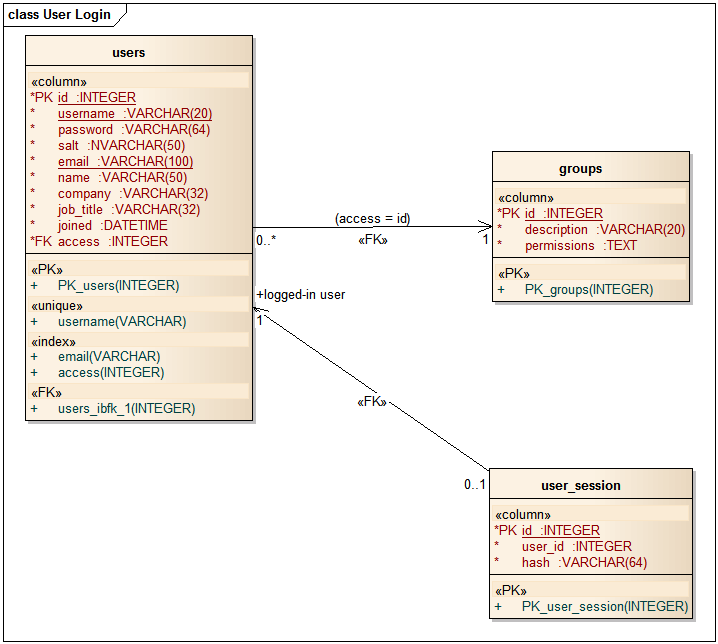 class User Login
users
«column»
*PK id :INTEGER
* username :VARCHAR(20)
* password :VARCHAR(64)
* salt :NVARCHAR(50)
* email :VARCHAR(100)
* name :VARCHAR(50)
* company :VARCHAR(32)
* job_title :VARCHAR(32)
* joined :DATETIME
*FK access :INTEGER
«PK»
+ PK_users(INTEGER)
«unique»
+ username(VARCHAR)
«index»
+ email(VARCHAR)
+ access(INTEGER)
«FK»
+ users_ibfk_1(INTEGER)
(access = id)
0..*
«FK»
1
groups
«column»
*PK id :INTEGER
* description :VARCHAR(20)
* permissions :TEXT
«PK»
+ PK_groups(INTEGER)
+logged-in user
1
«FK»
0..1
user_session
«column»
*PK id :INTEGER
* user_id :INTEGER
* hash :VARCHAR(64)
«PK»
+ PK_user_session(INTEGER)